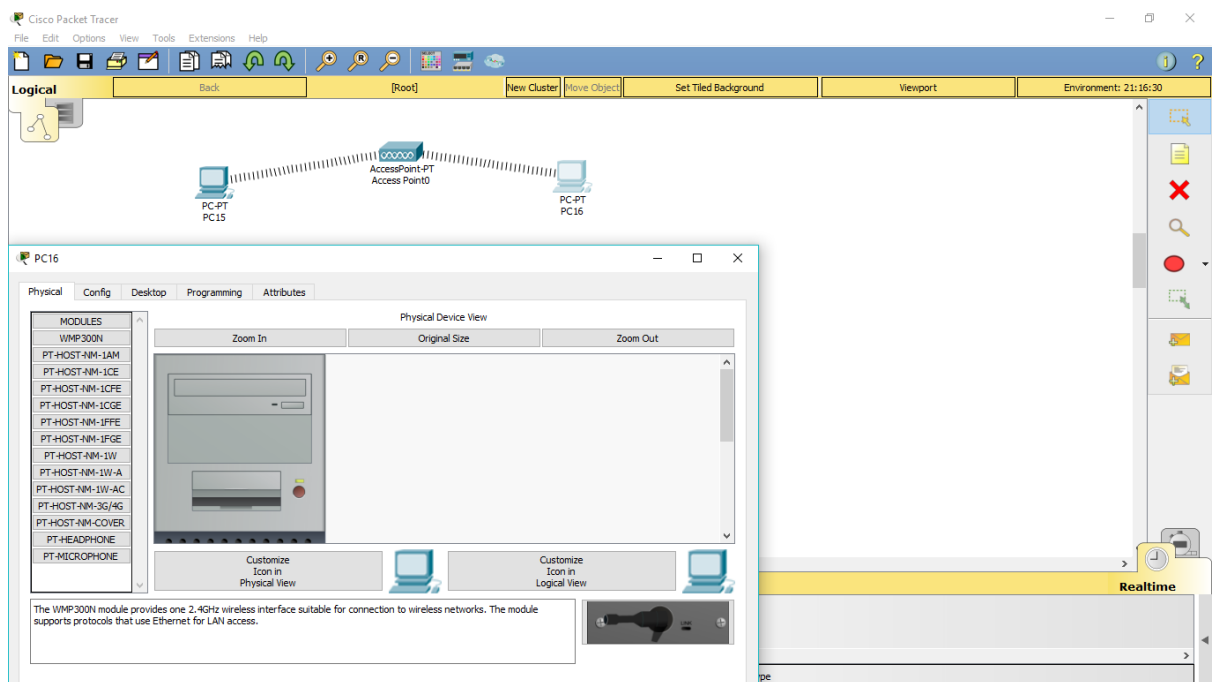 Cisco Packet Tracer
File Edit Options View Tools Extensions Help
Logical
Back
[Root]
New Cluster
Move Object
Set Tiled Background
Viewport
Environment: 21:16:30
AccessPoint-PT
Access Point0
PC-PT
PC15
PC-PT
PC16
PC16
Physical Config Desktop Programming Attributes
MODULES
WMP300N
PT-HOST-NM-1AM
PT-HOST-NM-1CE
PT-HOST-NM-1CFE
PT-HOST-NM-1CGE
PT-HOST-NM-1FFE
PT-HOST-NM-1FGE
PT-HOST-NM-1W
PT-HOST-NM-1W-A
PT-HOST-NM-1W-AC
PT-HOST-NM-3G/4G
PT-HOST-NM-COVER
PT-HEADPHONE
PT-MICROPHONE
Physical Device View
Zoom In
Original Size
Zoom Out
Customize
Icon in
Physical View
Customize
Icon in
Logical View
The WMP300N module provides one 2.4GHz wireless interface suitable for connection to wireless networks. The module
supports protocols that use Ethernet for LAN access.
LINK
Realtime
pe